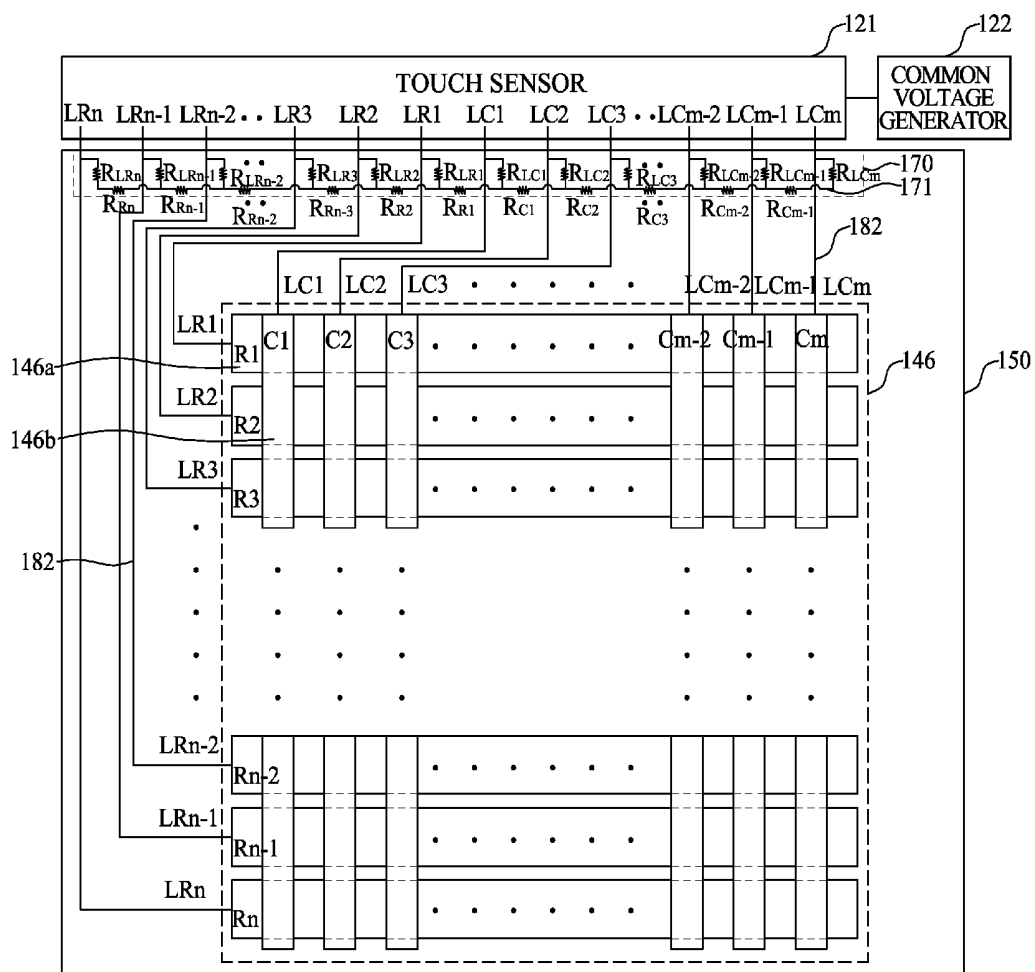 121
122
TOUCH SENSOR
COMMON
VOLTAGE
GENERATOR
LRn LRn-1 LRn-2 LR3 LR2 LR1 LC1 LC2 LC3 LCm-2 LCm-1 LCm
RLRn RLRn-1 RLRn-2 RLR3 RLR2 RLR1 RLC1 RLC2 RLC3 RLCm-2 RLCm-1 RLCm
170
171
RRn RRn-1 RRn-2 RRn-3 RR2 RR1 RC1 RC2 RC3 RCm-2 RCm-1
182
LC1 LC2 LC3 LCm-2 LCm-1 LCm
LR1
R1 C1 C2 C3 Cm-2 Cm-1 Cm
146a
146
150
LR2
R2
146b
LR3
R3
182
LRn-2
Rn-2
LRn-1
Rn-1
LRn
Rn